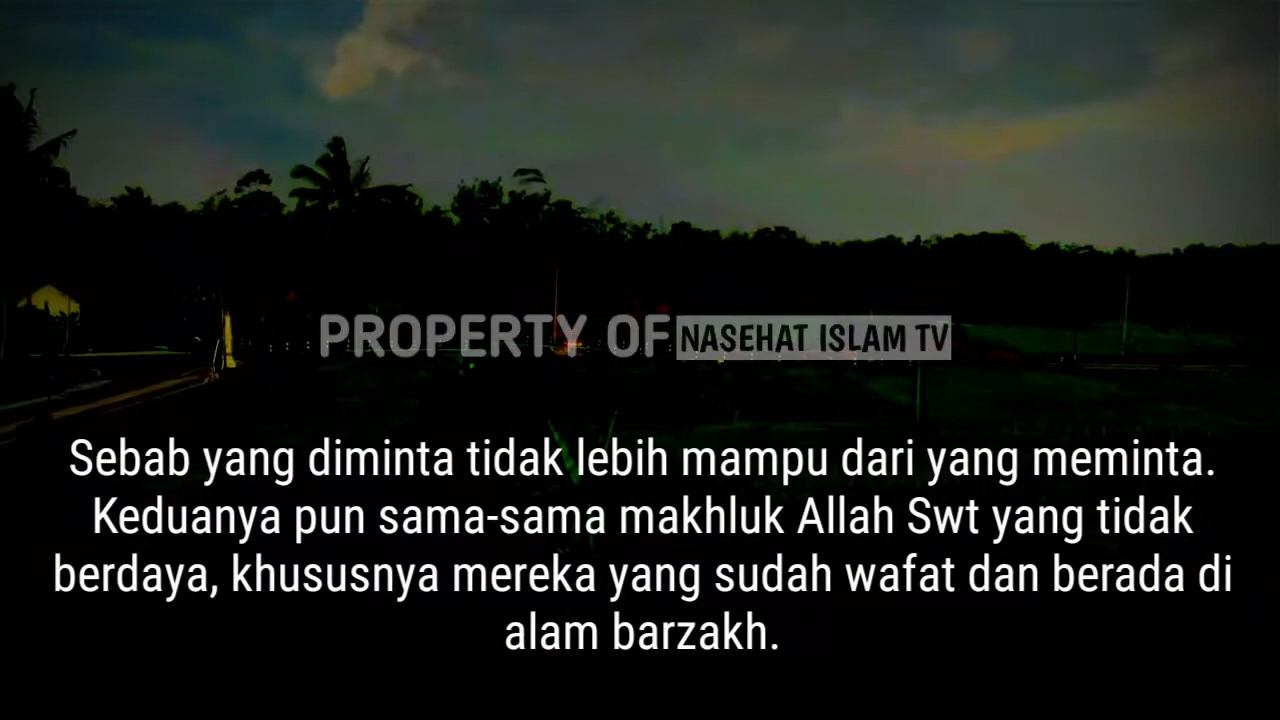 PROPERTY OF NASEHAT ISLAM TV
Sebab yang diminta tidak lebih mampu dari yang meminta.
Keduanya pun sama-sama makhluk Allah Swt yang tidak
berdaya, khususnya mereka yang sudah wafat dan berada di
alam barzakh.